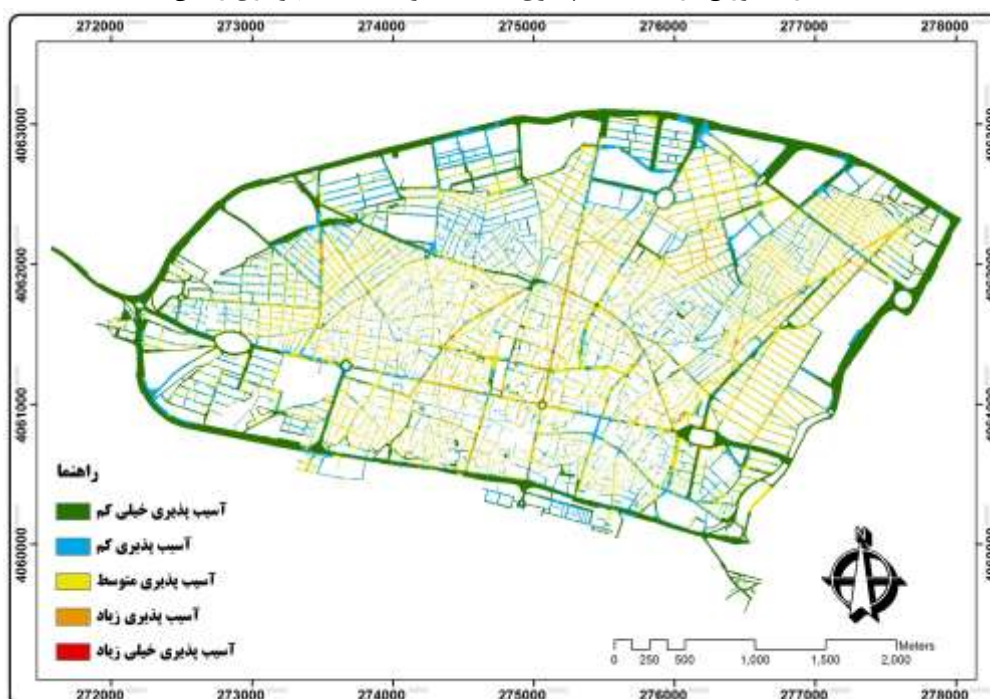 272000 273000 274000 275000 276000 277000 278000
4063000
4062000
4061000
4060000
راهنما
آسیب پذیری خیلی کم
آسیب پذیری کم
آسیب پذیری متوسط
آسیب پذیری زیاد
آسیب پذیری خیلی زیاد
N
Meters
0 250 500 1,000 1,500 2,000
272000 273000 274000 275000 276000 277000 278000